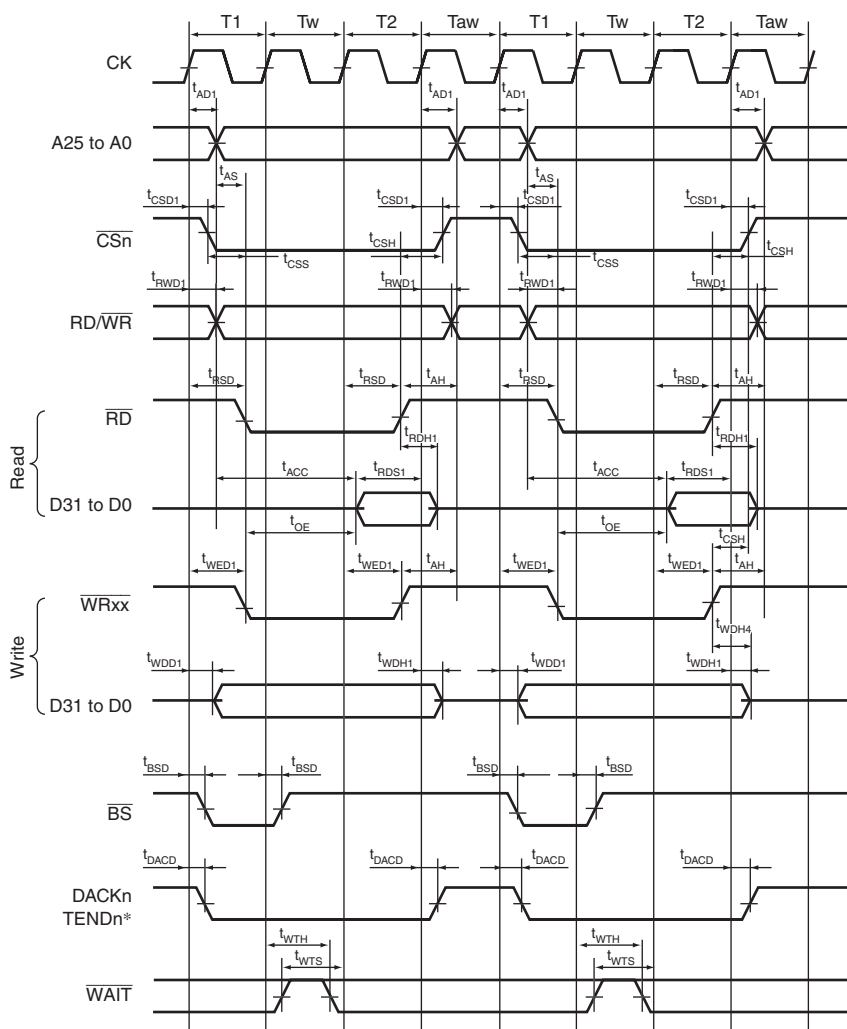 T1 Tw T2 Taw T1 Tw T2 Taw
CK
tAD1 tAD1 tAD1 tAD1
A25 to A0
tAS tAS
tCSD1 tCSD1 tCSD1 tCSD1
CSn
tCSS tCSH tCSS tCSH
tRWD1 tRWD1 tRWD1 tRWD1
RD/WR
tRSD tRSD tAH tRSD tRSD tAH
RD
tRDH1 tRDH1
Read
tACC tRDS1 tACC tRDS1
D31 to D0
tOE tOE
tCSH
tWED1 tWED1 tAH tWED1 tWED1 tAH
WRxx
tWDH4
Write
tWDD1 tWDH1 tWDD1 tWDH1
D31 to D0
tBSD tBSD tBSD tBSD
BS
tDACD tDACD tDACD tDACD
DACKn
TENDn*
tWTH tWTH
tWTS tWTS
WAIT